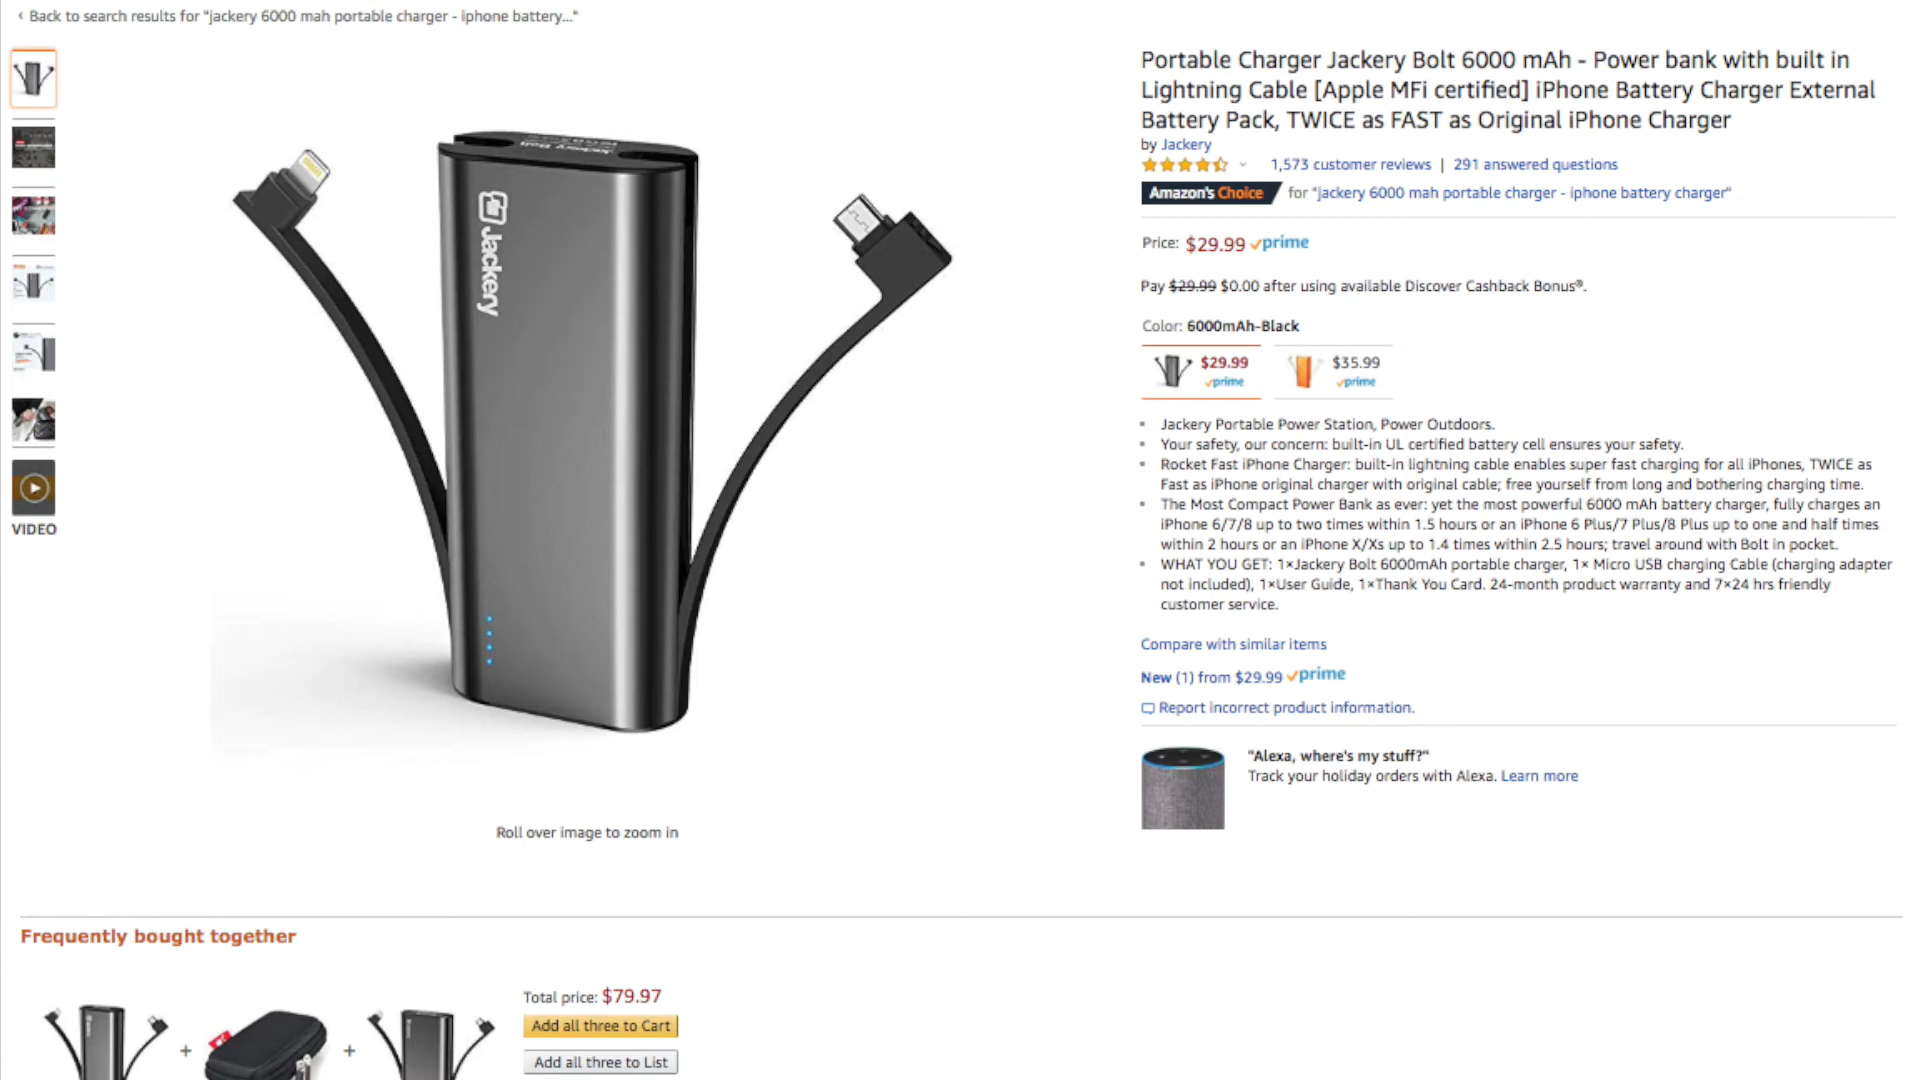 ‹ Back to search results for "jackery 6000 mah portable charger - iphone battery..."
Portable Charger Jackery Bolt 6000 mAh - Power bank with built in
Lightning Cable [Apple MFi certified] iPhone Battery Charger External
Battery Pack, TWICE as FAST as Original iPhone Charger
by Jackery
1,573 customer reviews | 291 answered questions
Amazon's Choice for "jackery 6000 mah portable charger - iphone battery charger"
Price: $29.99 prime
Pay $29.99 $0.00 after using available Discover Cashback Bonus®.
Color: 6000mAh-Black
$29.99 prime
$35.99 prime
• Jackery Portable Power Station, Power Outdoors.
• Your safety, our concern: built-in UL certified battery cell ensures your safety.
• Rocket Fast iPhone Charger: built-in lightning cable enables super fast charging for all iPhones, TWICE as
Fast as iPhone original charger with original cable; free yourself from long and bothering charging time.
• The Most Compact Power Bank as ever: yet the most powerful 6000 mAh battery charger, fully charges an
iPhone 6/7/8 up to two times within 1.5 hours or an iPhone 6 Plus/7 Plus/8 Plus up to one and half times
within 2 hours or an iPhone X/Xs up to 1.4 times within 2.5 hours; travel around with Bolt in pocket.
• WHAT YOU GET: 1×Jackery Bolt 6000mAh portable charger, 1× Micro USB charging Cable (charging adapter
not included), 1×User Guide, 1×Thank You Card. 24-month product warranty and 7×24 hrs friendly
customer service.
Compare with similar items
New (1) from $29.99 prime
Report incorrect product information.
"Alexa, where's my stuff?"
Track your holiday orders with Alexa. Learn more
Jackery
Jackery Bolt
VIDEO
Roll over image to zoom in
Frequently bought together
+
+
Total price: $79.97
Add all three to Cart
Add all three to List